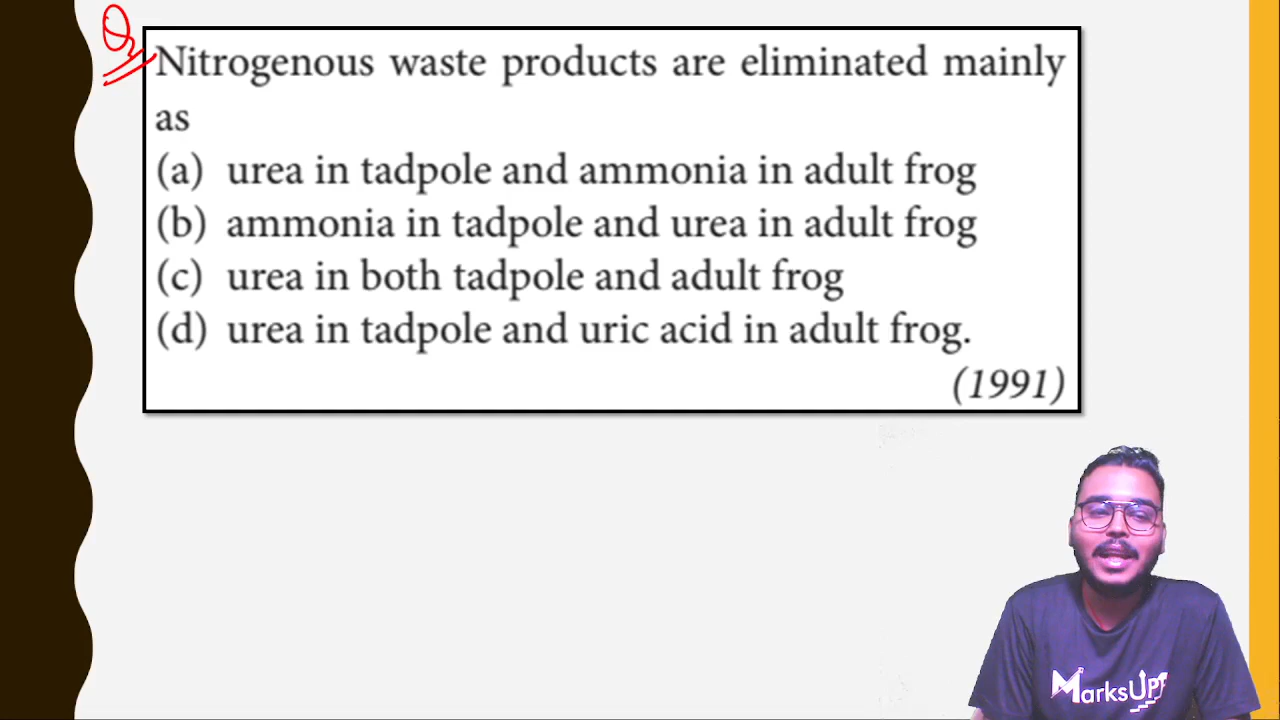 Q
Nitrogenous waste products are eliminated mainly
as
(a) urea in tadpole and ammonia in adult frog
(b) ammonia in tadpole and urea in adult frog
(c) urea in both tadpole and adult frog
(d) urea in tadpole and uric acid in adult frog.
(1991)
MarksUP